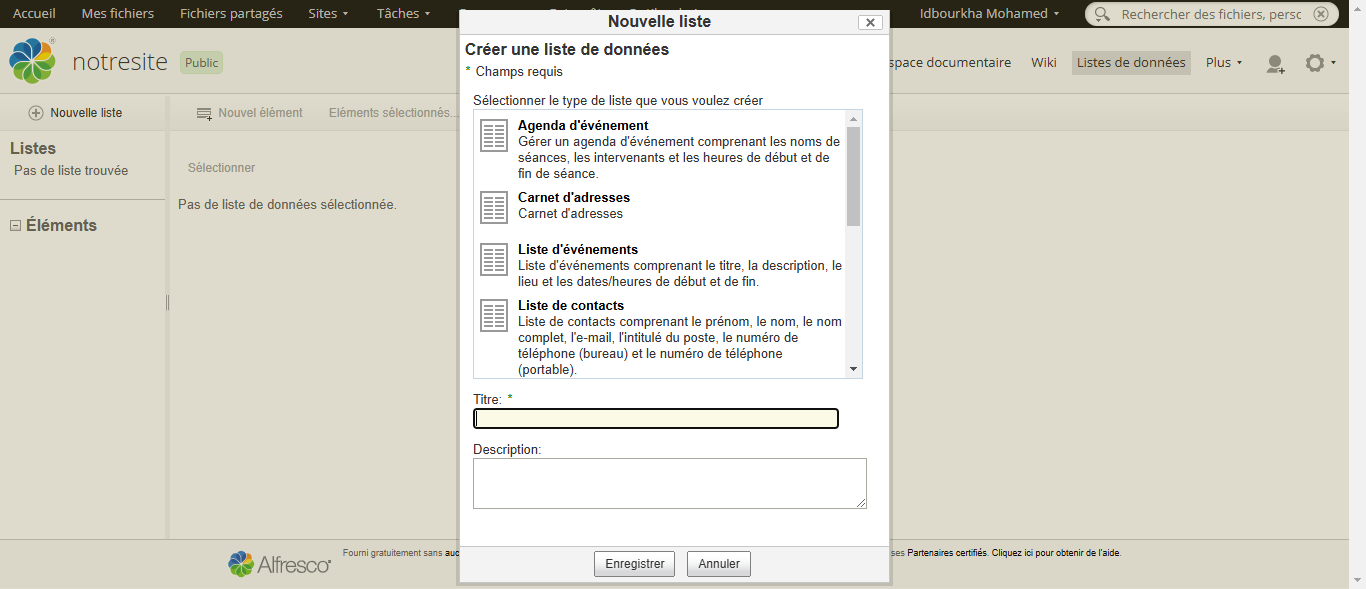 Accueil Mes fichiers Fichiers partagés Sites Tâches Idbourkha Mohamed Rechercher des fichiers, persc
notresite Public
space documentaire Wiki Listes de données Plus
Nouvelle liste
Nouvel élément Eléments sélectionnés...
Listes
Pas de liste trouvée
Éléments
Sélectionner
Pas de liste de données sélectionnée.
Nouvelle liste
Créer une liste de données
* Champs requis
Sélectionner le type de liste que vous voulez créer
Agenda d'événement
Gérer un agenda d'événement comprenant les noms de
séances, les intervenants et les heures de début et de
fin de séance.
Carnet d'adresses
Carnet d'adresses
Liste d'événements
Liste d'événements comprenant le titre, la description, le
lieu et les dates/heures de début et de fin.
Liste de contacts
Liste de contacts comprenant le prénom, le nom, le nom
complet, l'e-mail, l'intitulé du poste, le numéro de
téléphone (bureau) et le numéro de téléphone
(portable).
Titre: *
Description:
Enregistrer Annuler
Alfresco
Fourni gratuitement sans auc
ses Partenaires certifiés. Cliquez ici pour obtenir de l'aide.